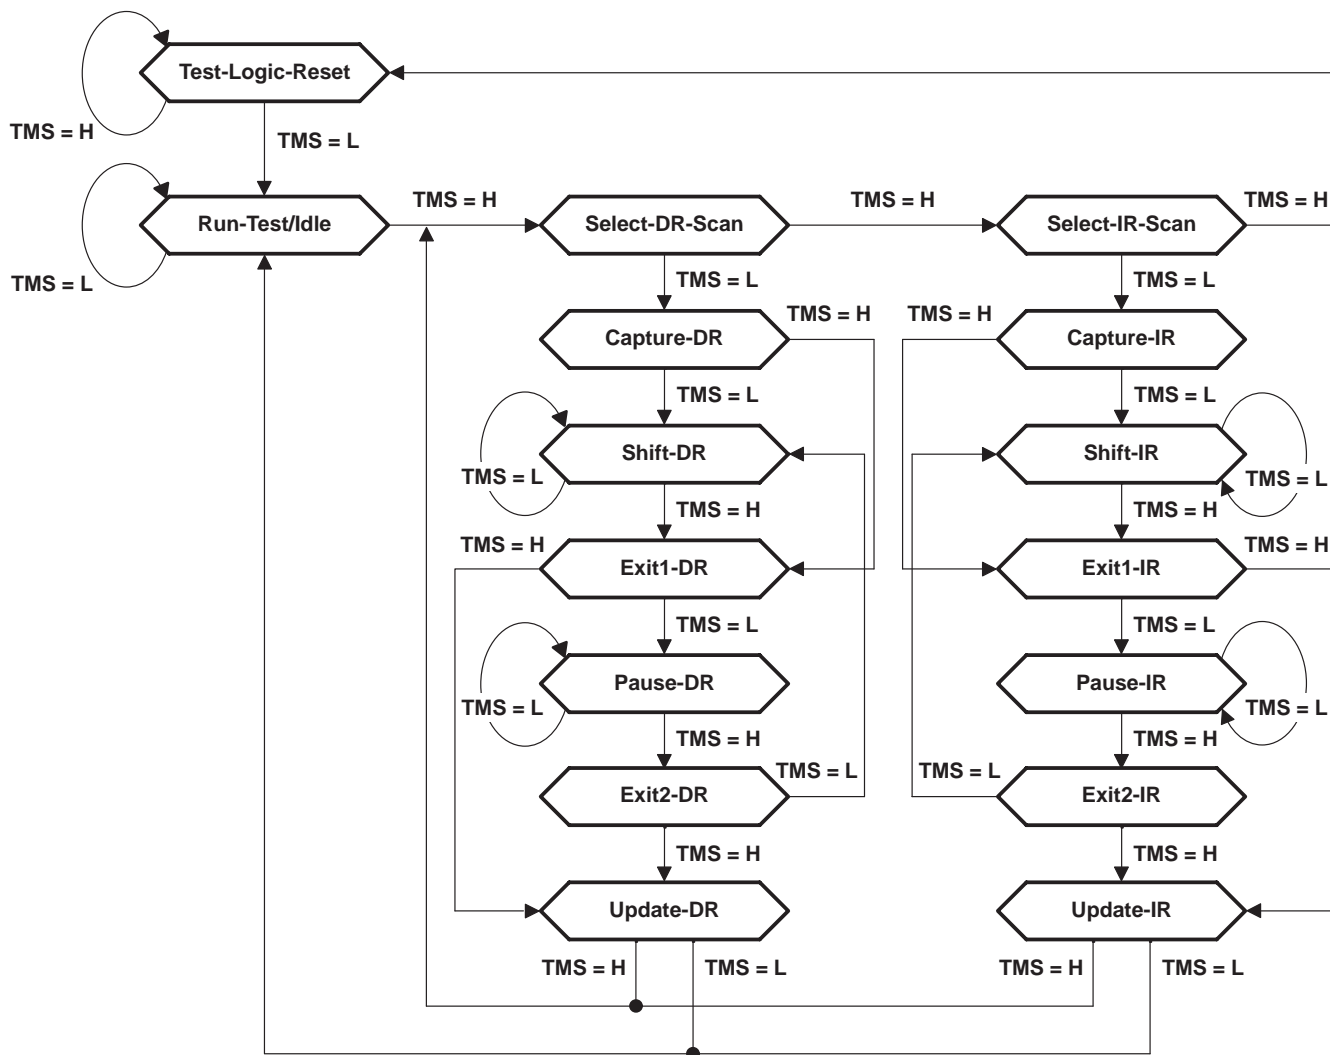 Test-Logic-Reset
TMS = H
TMS = L
TMS = H
TMS = H
TMS = H
Run-Test/Idle
Select-DR-Scan
Select-IR-Scan
TMS = L
TMS = L
TMS = L
TMS = H
TMS = H
Capture-DR
Capture-IR
TMS = L
TMS = L
Shift-DR
Shift-IR
TMS = L
TMS = L
TMS = H
TMS = H
TMS = H
TMS = H
Exit1-DR
Exit1-IR
TMS = L
TMS = L
Pause-DR
Pause-IR
TMS = L
TMS = L
TMS = H
TMS = H
TMS = L
TMS = L
Exit2-DR
Exit2-IR
TMS = H
TMS = H
Update-DR
Update-IR
TMS = H
TMS = L
TMS = H
TMS = L